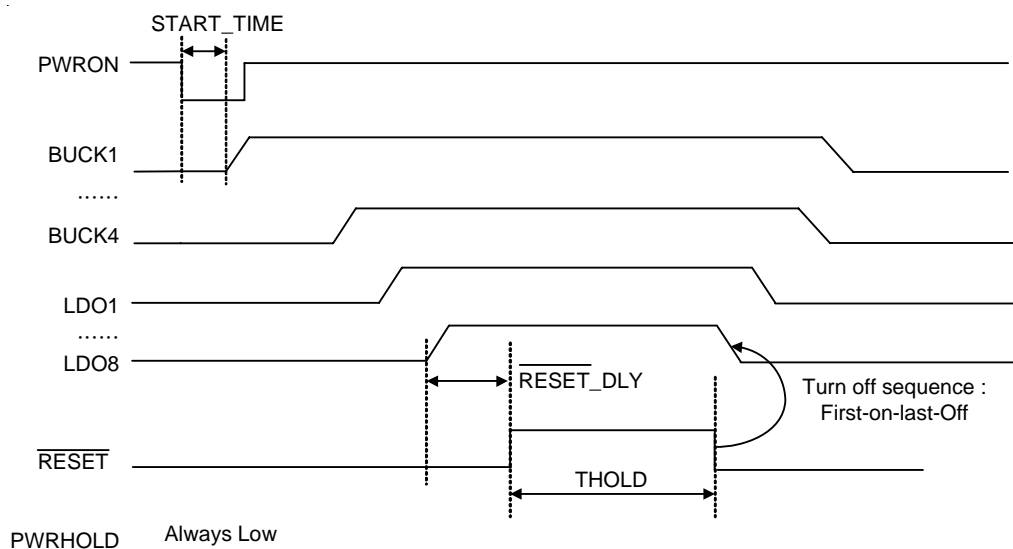 START_TIME
PWRON
BUCK1
......
BUCK4
LDO1
......
LDO8
RESET_DLY
Turn off sequence :
First-on-last-Off
RESET
THOLD
PWRHOLD Always Low